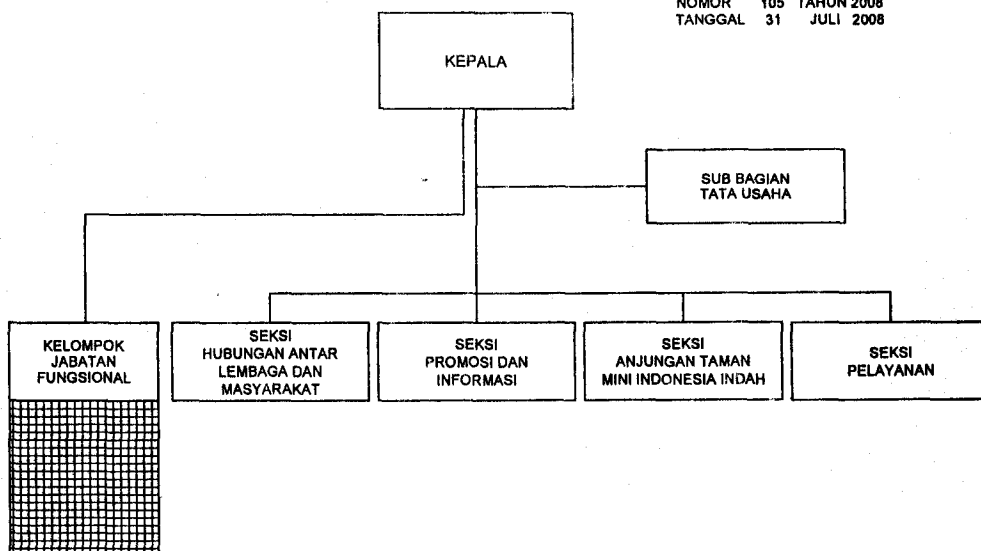 NOMOR 105 TAHUN 2008
TANGGAL 31 JULI 2008
KEPALA
SUB BAGIAN
TATA USAHA
KELOMPOK
JABATAN
FUNGSIONAL
SEKSI
HUBUNGAN ANTAR
LEMBAGA DAN
MASYARAKAT
SEKSI
PROMOSI DAN
INFORMASI
SEKSI
ANJUNGAN TAMAN
MINI INDONESIA INDAH
SEKSI
PELAYANAN